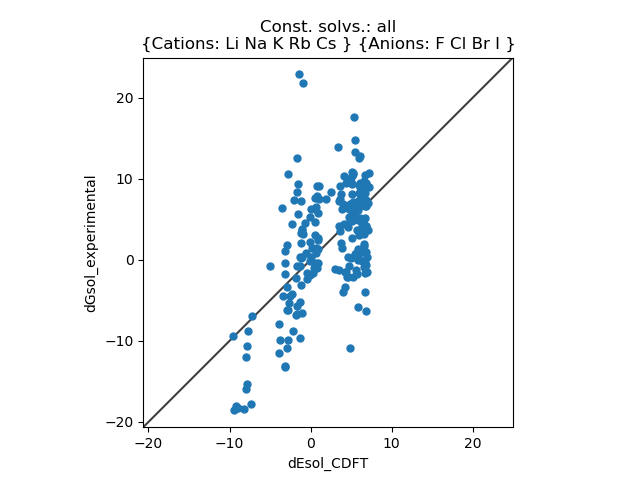 Const. solvs.: all
{Cations: Li Na K Rb Cs } {Anions: F Cl Br I }
20
10
0
−10
−20
dGsol_experimental
−20 −10 0 10 20
dEsol_CDFT